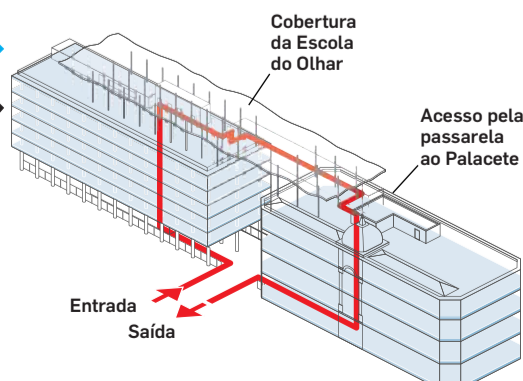 Cobertura
da Escola
do Olhar
Acesso pela
passarela
ao Palacete
Entrada
Saída